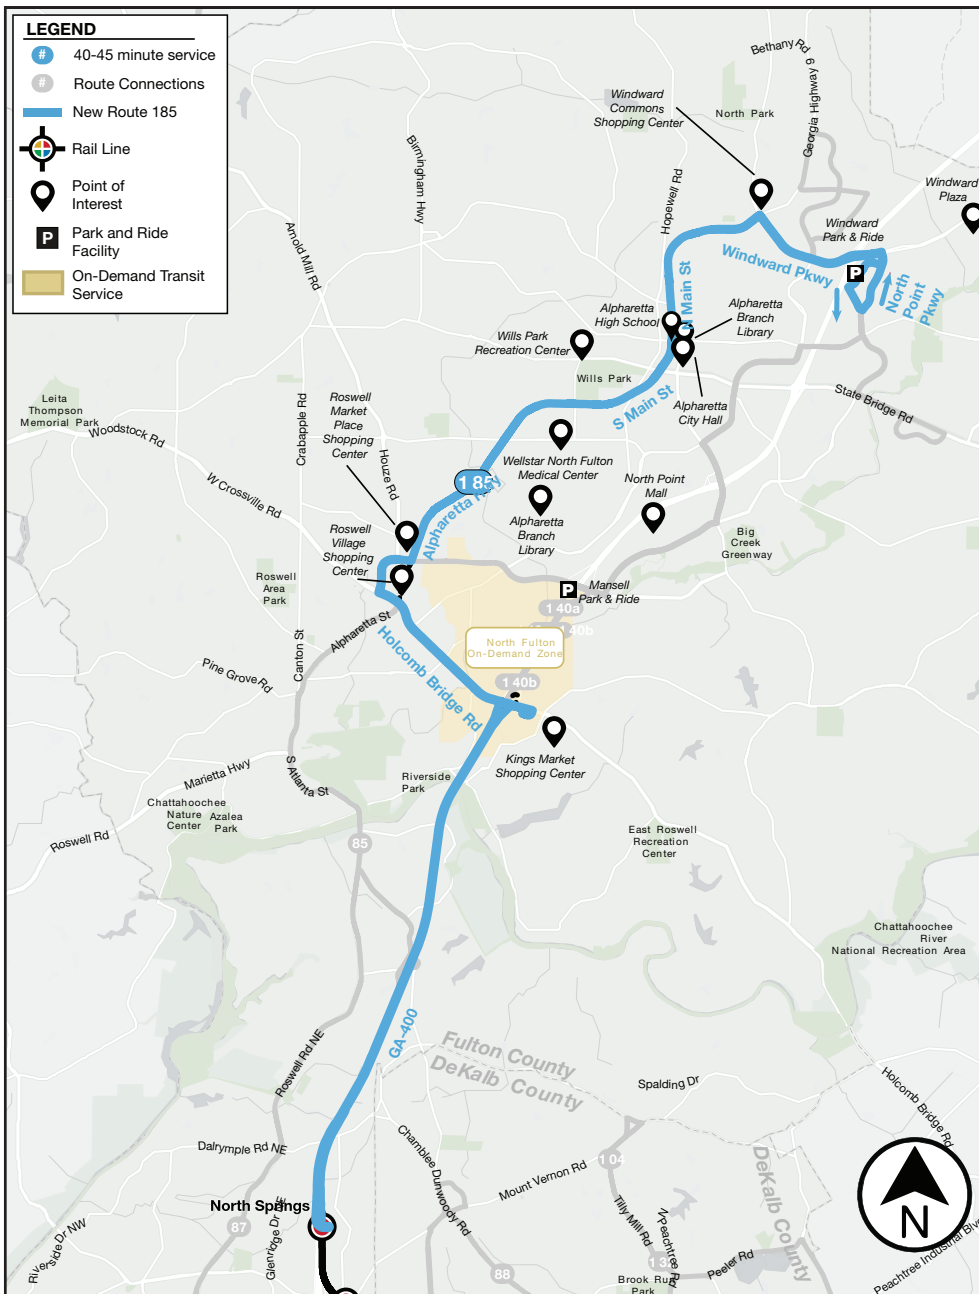 LEGEND
#
40-45 minute service
#
Route Connections
New Route 185
Rail Line
Point of
Interest
P
Park and Ride
Facility
On-Demand Transit
Service
Bethany Rd
Georgia Highway 9
Windward
Commons
Shopping Center
North Park
Birmingham Hwy
Hopewell Rd
Windward
Plaza
Windward
Park & Ride
P
Arnold Mill Rd
Windward Pkwy
North
Point
Pkwy
N Main St
Alpharetta
High School
Alpharetta
Branch
Library
Wills Park
Recreation Center
Wills Park
S Main St
Alpharetta
City Hall
State Bridge Rd
Leita
Thompson
Memorial Park
Woodstock Rd
Crabapple Rd
Roswell
Market
Place
Shopping
Center
Houze Rd
W Crossville Rd
185
Alpharetta Hwy
Wellstar North Fulton
Medical Center
North Point
Mall
Alpharetta
Branch
Library
Big
Creek
Greenway
Roswell
Village
Shopping
Center
Roswell
Area
Park
P
Mansell
Park & Ride
140a
140b
North Fulton
On-Demand Zone
140b
Alpharetta St
Canton St
Holcomb Bridge Rd
Pine Grove Rd
Kings Market
Shopping Center
Marietta Hwy
S Atlanta St
Riverside
Park
Chattahoochee
Nature
Center
Azalea
Park
Roswell Rd
85
East Roswell
Recreation
Center
Chattahoochee
River
National Recreation Area
GA-400
Fulton County
DeKalb County
Roswell Rd NE
Spalding Dr
Holcomb Bridge Rd
Dalrymple Rd NE
Chamblee Dunwoody Rd
104
Mount Vernon Rd
DeKalb County
North Springs
87
Glenridge Dr NE
Riverside Dr NW
Tilly Mill Rd
N Peachtree Rd
Peeler Rd
88
Brook Run
Park
Peachtree Industrial Blv
N